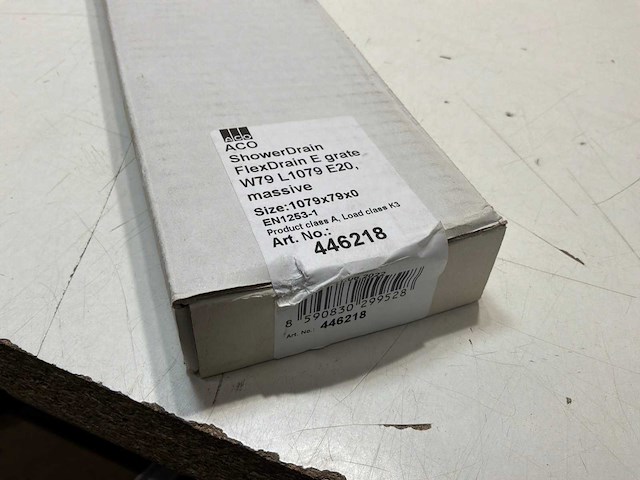 ACO
ACO
ShowerDrain
FlexDrain E grate
W79 L1079 E20,
massive
Size:1079x79x0
EN1253-1
Product class A, Load class K3
Art. No.:
446218
8 590830 299528
Art. No.: 446218